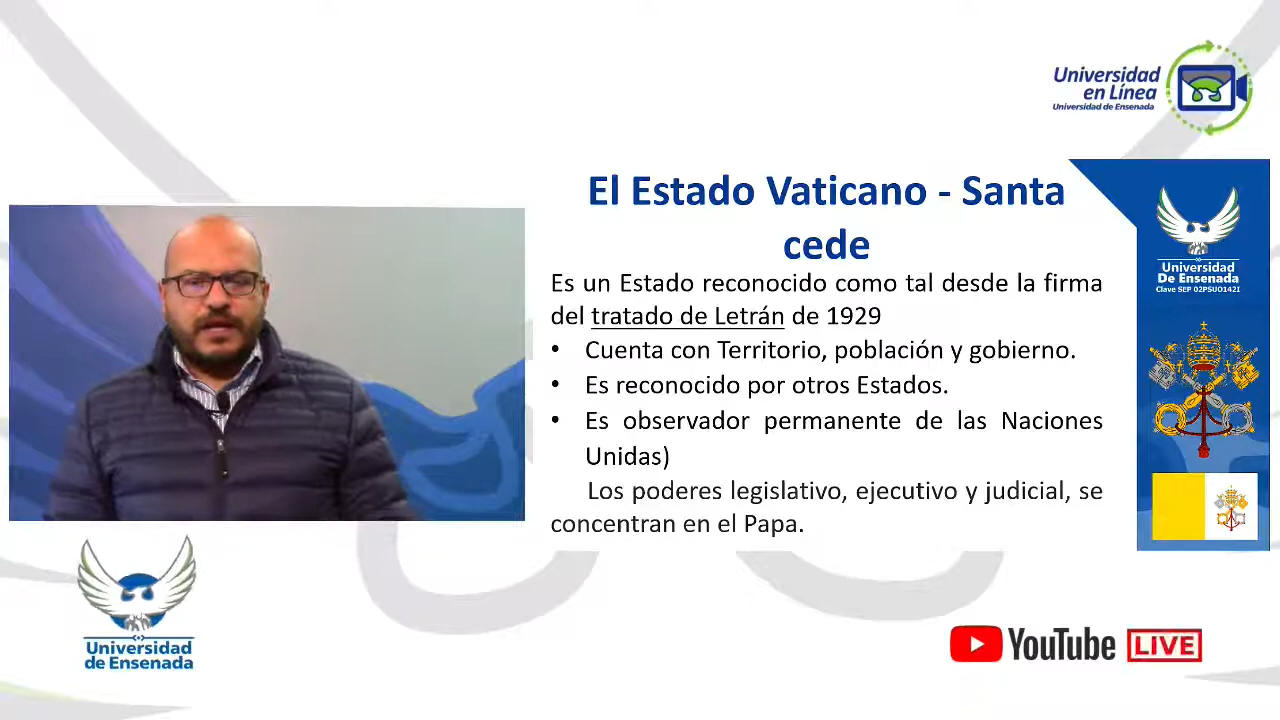 Universidad
en Línea
Universidad de Ensenada
El Estado Vaticano - Santa
cede
Es un Estado reconocido como tal desde la firma
del tratado de Letrán de 1929
• Cuenta con Territorio, población y gobierno.
• Es reconocido por otros Estados.
• Es observador permanente de las Naciones
Unidas)
Los poderes legislativo, ejecutivo y judicial, se
concentran en el Papa.
Universidad
De Ensenada
Clave SEP 02PSU0142I
Universidad
de Ensenada
YouTube LIVE